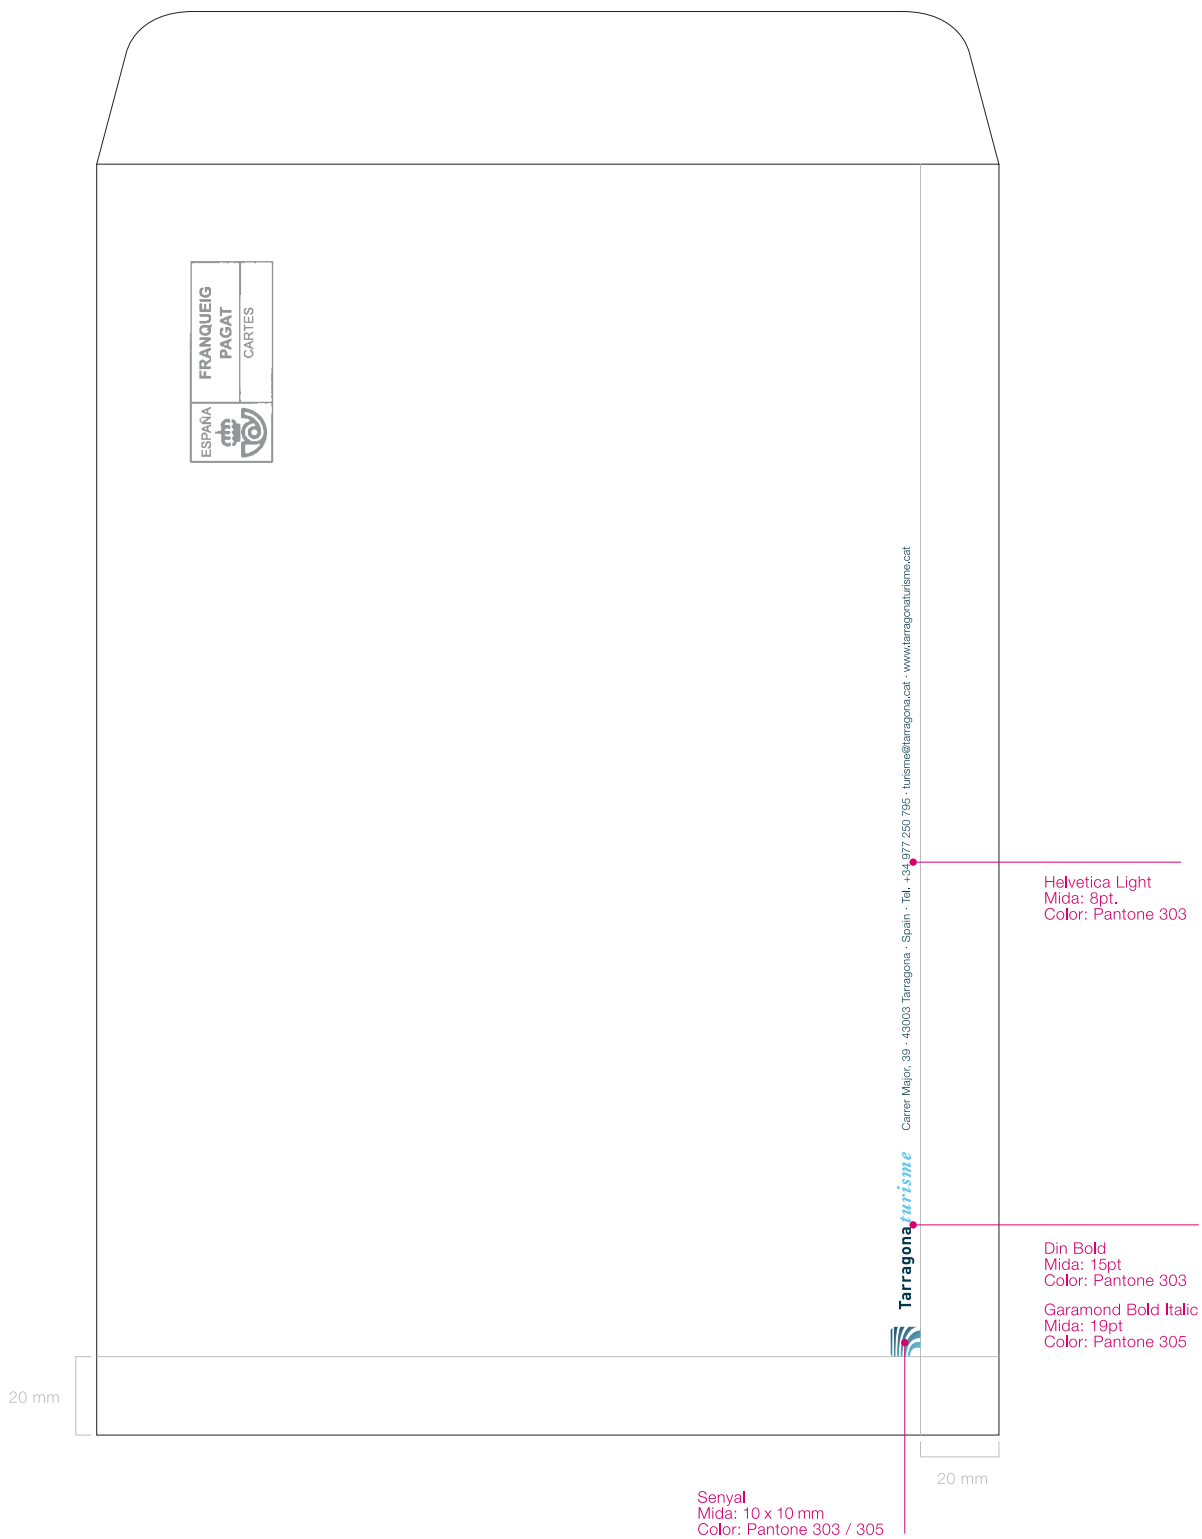 FRANQUEIG
PAGAT
CARTES
ESPAÑA
Carrer Major, 39 · 43003 Tarragona · Spain · Tel. +34 977 250 795 · turisme@tarragona.cat · www.tarragonaturisme.cat
Tarragona turisme
Helvetica Light
Mida: 8pt.
Color: Pantone 303
Din Bold
Mida: 15pt
Color: Pantone 303
Garamond Bold Italic
Mida: 19pt
Color: Pantone 305
20 mm
20 mm
Senyal
Mida: 10 x 10 mm
Color: Pantone 303 / 305